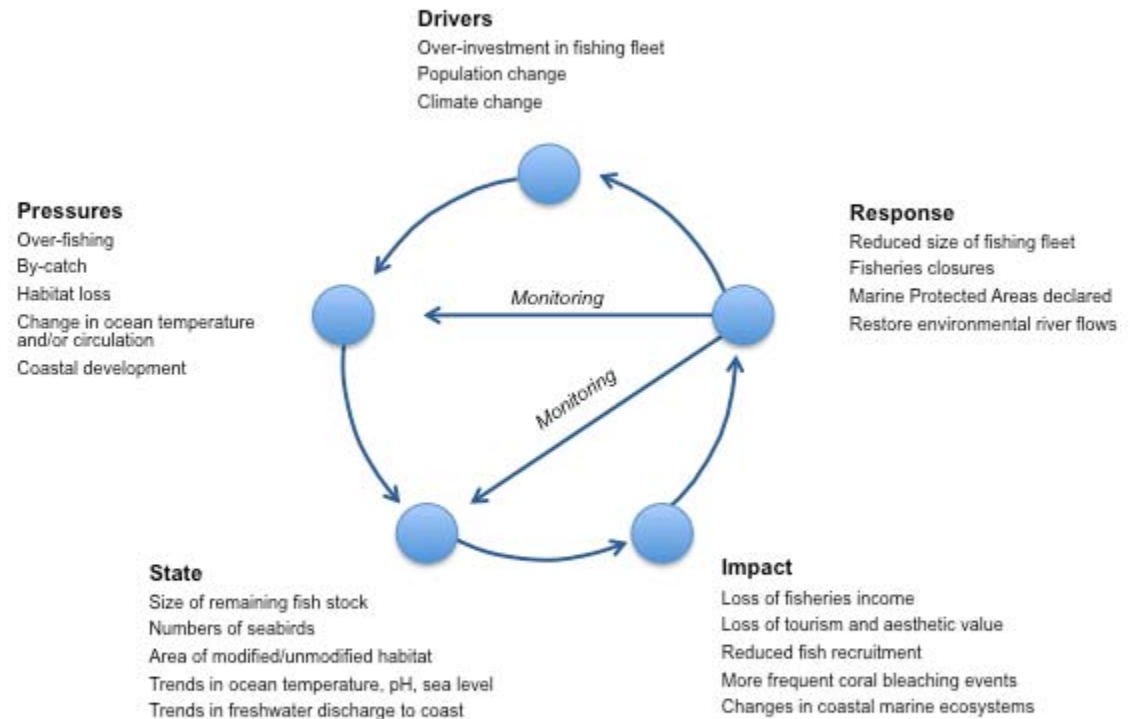 Drivers
Over-investment in fishing fleet
Population change
Climate change
Pressures
Over-fishing
By-catch
Habitat loss
Change in ocean temperature
and/or circulation
Coastal development
Response
Reduced size of fishing fleet
Fisheries closures
Marine Protected Areas declared
Restore environmental river flows
Monitoring
Monitoring
State
Size of remaining fish stock
Numbers of seabirds
Area of modified/unmodified habitat
Trends in ocean temperature, pH, sea level
Trends in freshwater discharge to coast
Impact
Loss of fisheries income
Loss of tourism and aesthetic value
Reduced fish recruitment
More frequent coral bleaching events
Changes in coastal marine ecosystems